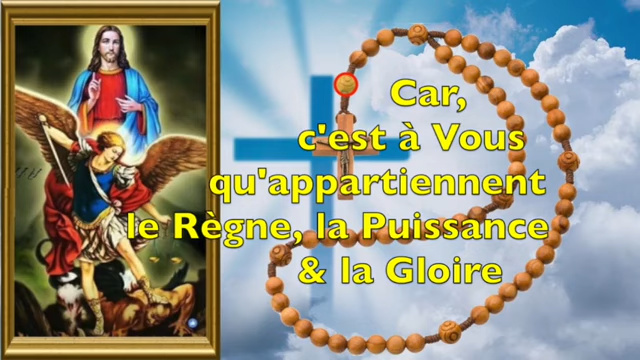 Car,
c'est à Vous
qu'appartiennent
le Règne, la Puissance
& la Gloire